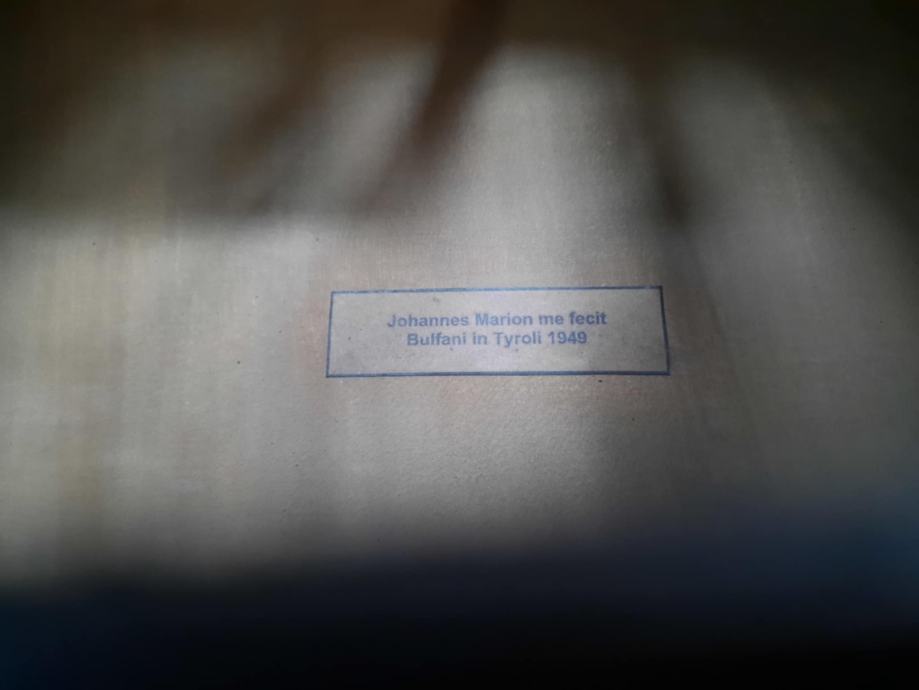 Johannes Marion me fecit
Bulfani in Tyroli 1949